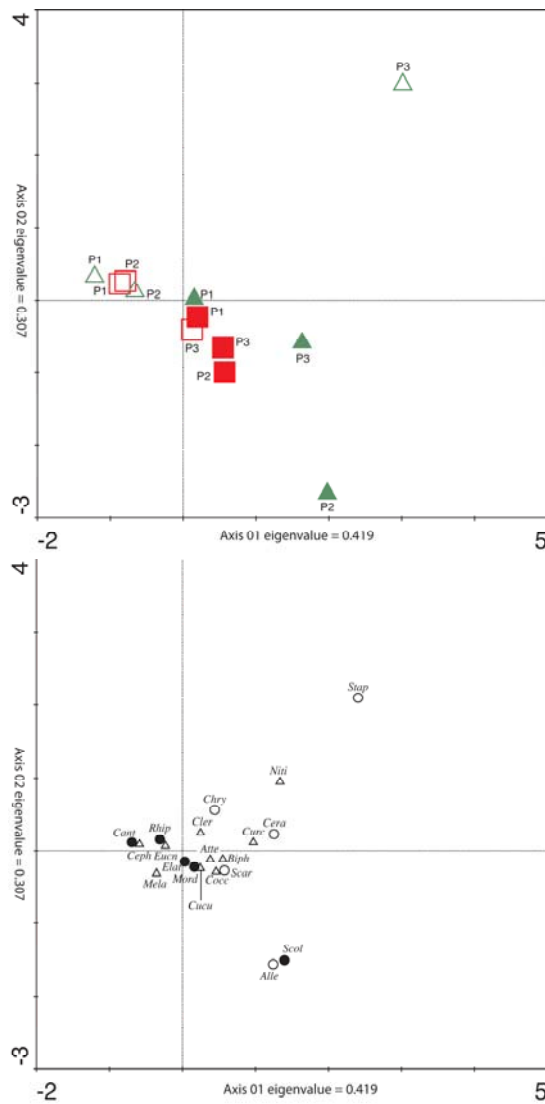 4
P3
P1
P2
P1
P2
P1
P1
P3
P3
P2
P2
Axis 02 eigenvalue = 0.307
-3
-2
Axis 01 eigenvalue = 0.419
5
4
Stap
Niti
Chry
Cler
Cera
Curc
Rhip
Cant
Ceph
Eucn
Atte
Biph
Elat
Mela
Mord
Cocc
Scar
Cucu
Scol
Alle
Axis 02 eigenvalue = 0.307
-3
-2
Axis 01 eigenvalue = 0.419
5